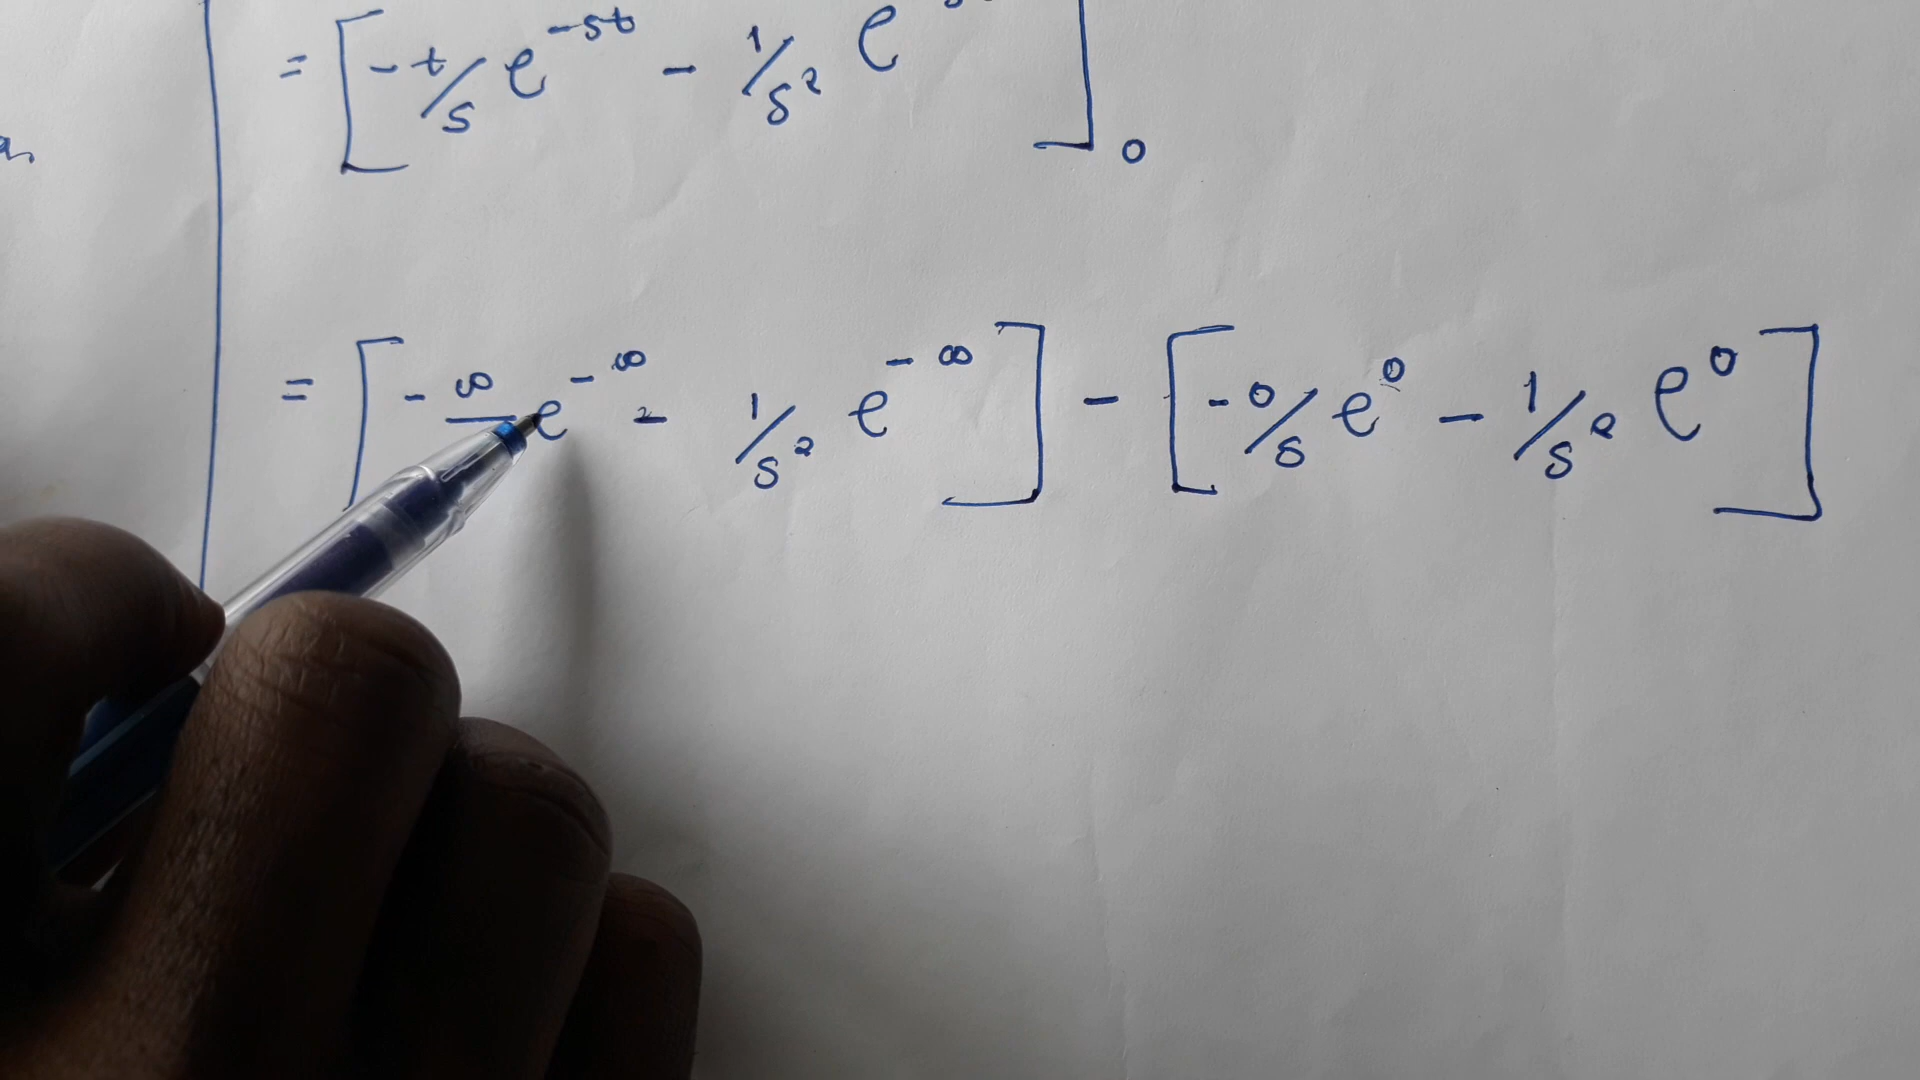 = [ -t/s e^-st - 1/s² e ]₀
= [ -∞ e^-∞ - 1/s² e^-∞ ] - [ -0/s e⁰ - 1/s² e⁰ ]